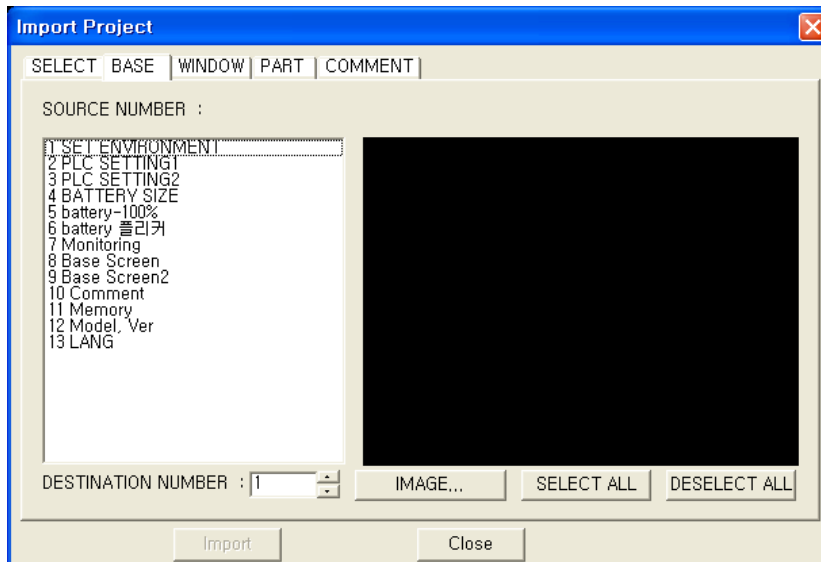 Import Project
SELECT BASE WINDOW PART COMMENT
SOURCE NUMBER :
1 SET ENVIRONMENT
2 PLC SETTING1
3 PLC SETTING2
4 BATTERY SIZE
5 battery-100%
6 battery 플리커
7 Monitoring
8 Base Screen
9 Base Screen2
10 Comment
11 Memory
12 Model, Ver
13 LANG
DESTINATION NUMBER : 1
IMAGE,,, SELECT ALL DESELECT ALL
Import Close